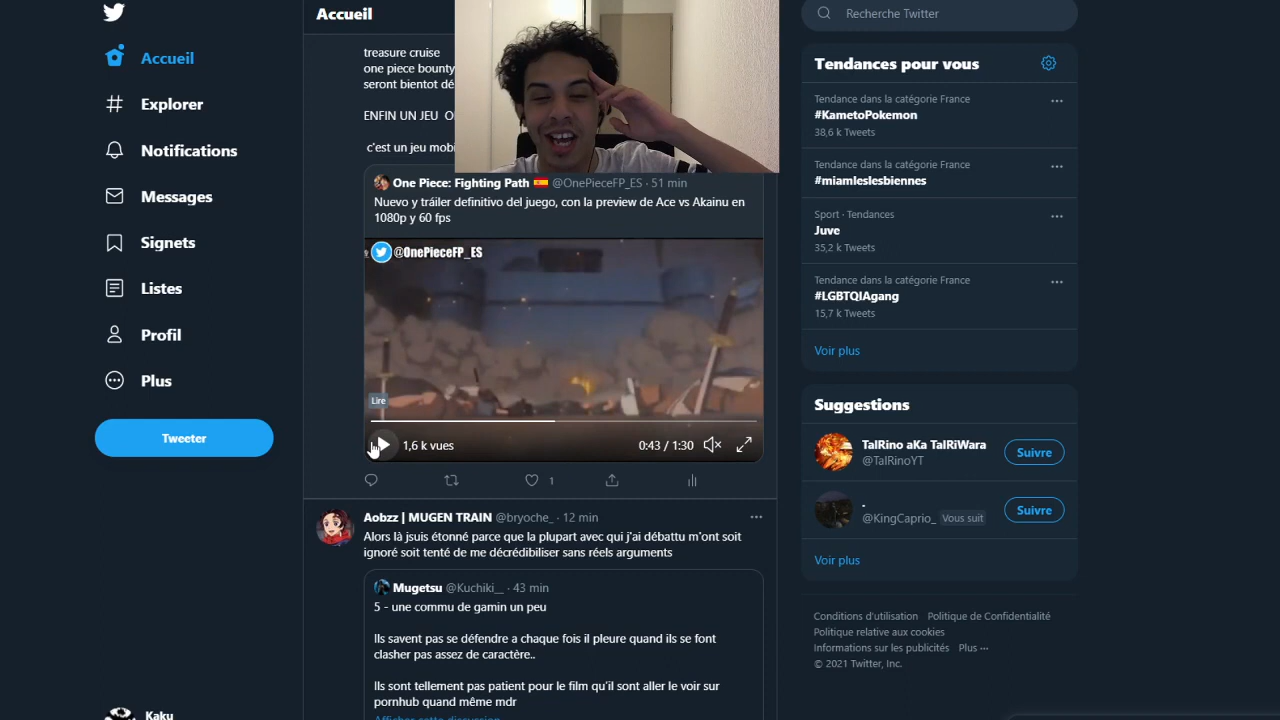 Accueil
Explorer
Notifications
Messages
Signets
Listes
Profil
Plus
Tweeter
Kaku
Accueil
treasure cruise
one piece bounty
seront bientot dé
ENFIN UN JEU O
c'est un jeu mobi
One Piece: Fighting Path @OnePieceFP_ES · 51 min
Nuevo y tráiler definitivo del juego, con la preview de Ace vs Akainu en
1080p y 60 fps
@OnePieceFP_ES
Lire
1,6 k vues
0:43 / 1:30
1
Aobzz | MUGEN TRAIN @bryoche_ · 12 min
Alors là jsuis étonné parce que la plupart avec qui j'ai débattu m'ont soit
ignoré soit tenté de me décrédibiliser sans réels arguments
Mugetsu @Kuchiki__ · 43 min
5 - une commu de gamin un peu
Ils savent pas se défendre a chaque fois il pleure quand ils se font
clasher pas assez de caractère..
Ils sont tellement pas patient pour le film qu'il sont aller le voir sur
pornhub quand même mdr
Afficher cette discussion
Recherche Twitter
Tendances pour vous
Tendance dans la catégorie France
#KametoPokemon
38,6 k Tweets
Tendance dans la catégorie France
#miamleslesbiennes
Sport · Tendances
Juve
35,2 k Tweets
Tendance dans la catégorie France
#LGBTQIAgang
15,7 k Tweets
Voir plus
Suggestions
TalRino aKa TalRiWara
@TalRinoYT
Suivre
.
@KingCaprio_ Vous suit
Suivre
Voir plus
Conditions d'utilisation Politique de Confidentialité
Politique relative aux cookies
Informations sur les publicités Plus ···
© 2021 Twitter, Inc.